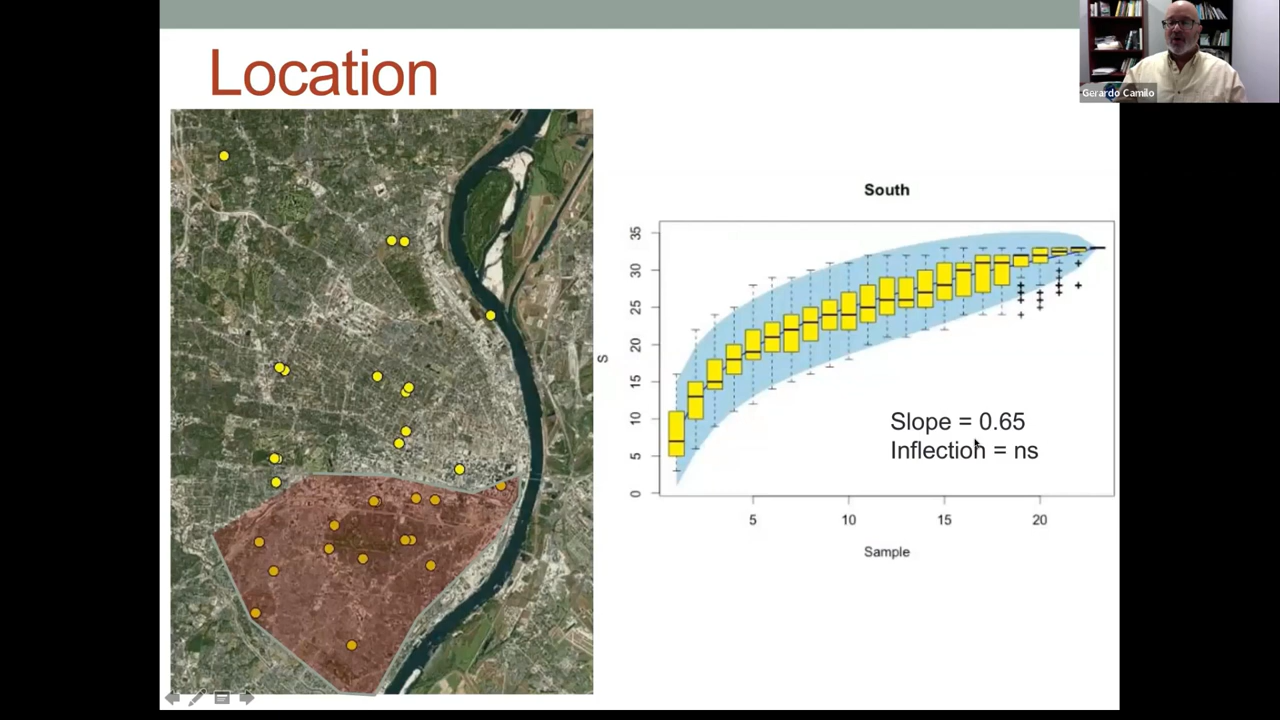 Location
Gerardo Camilo
South
S
35
30
25
20
15
10
5
0
Slope = 0.65
Inflection = ns
5 10 15 20
Sample